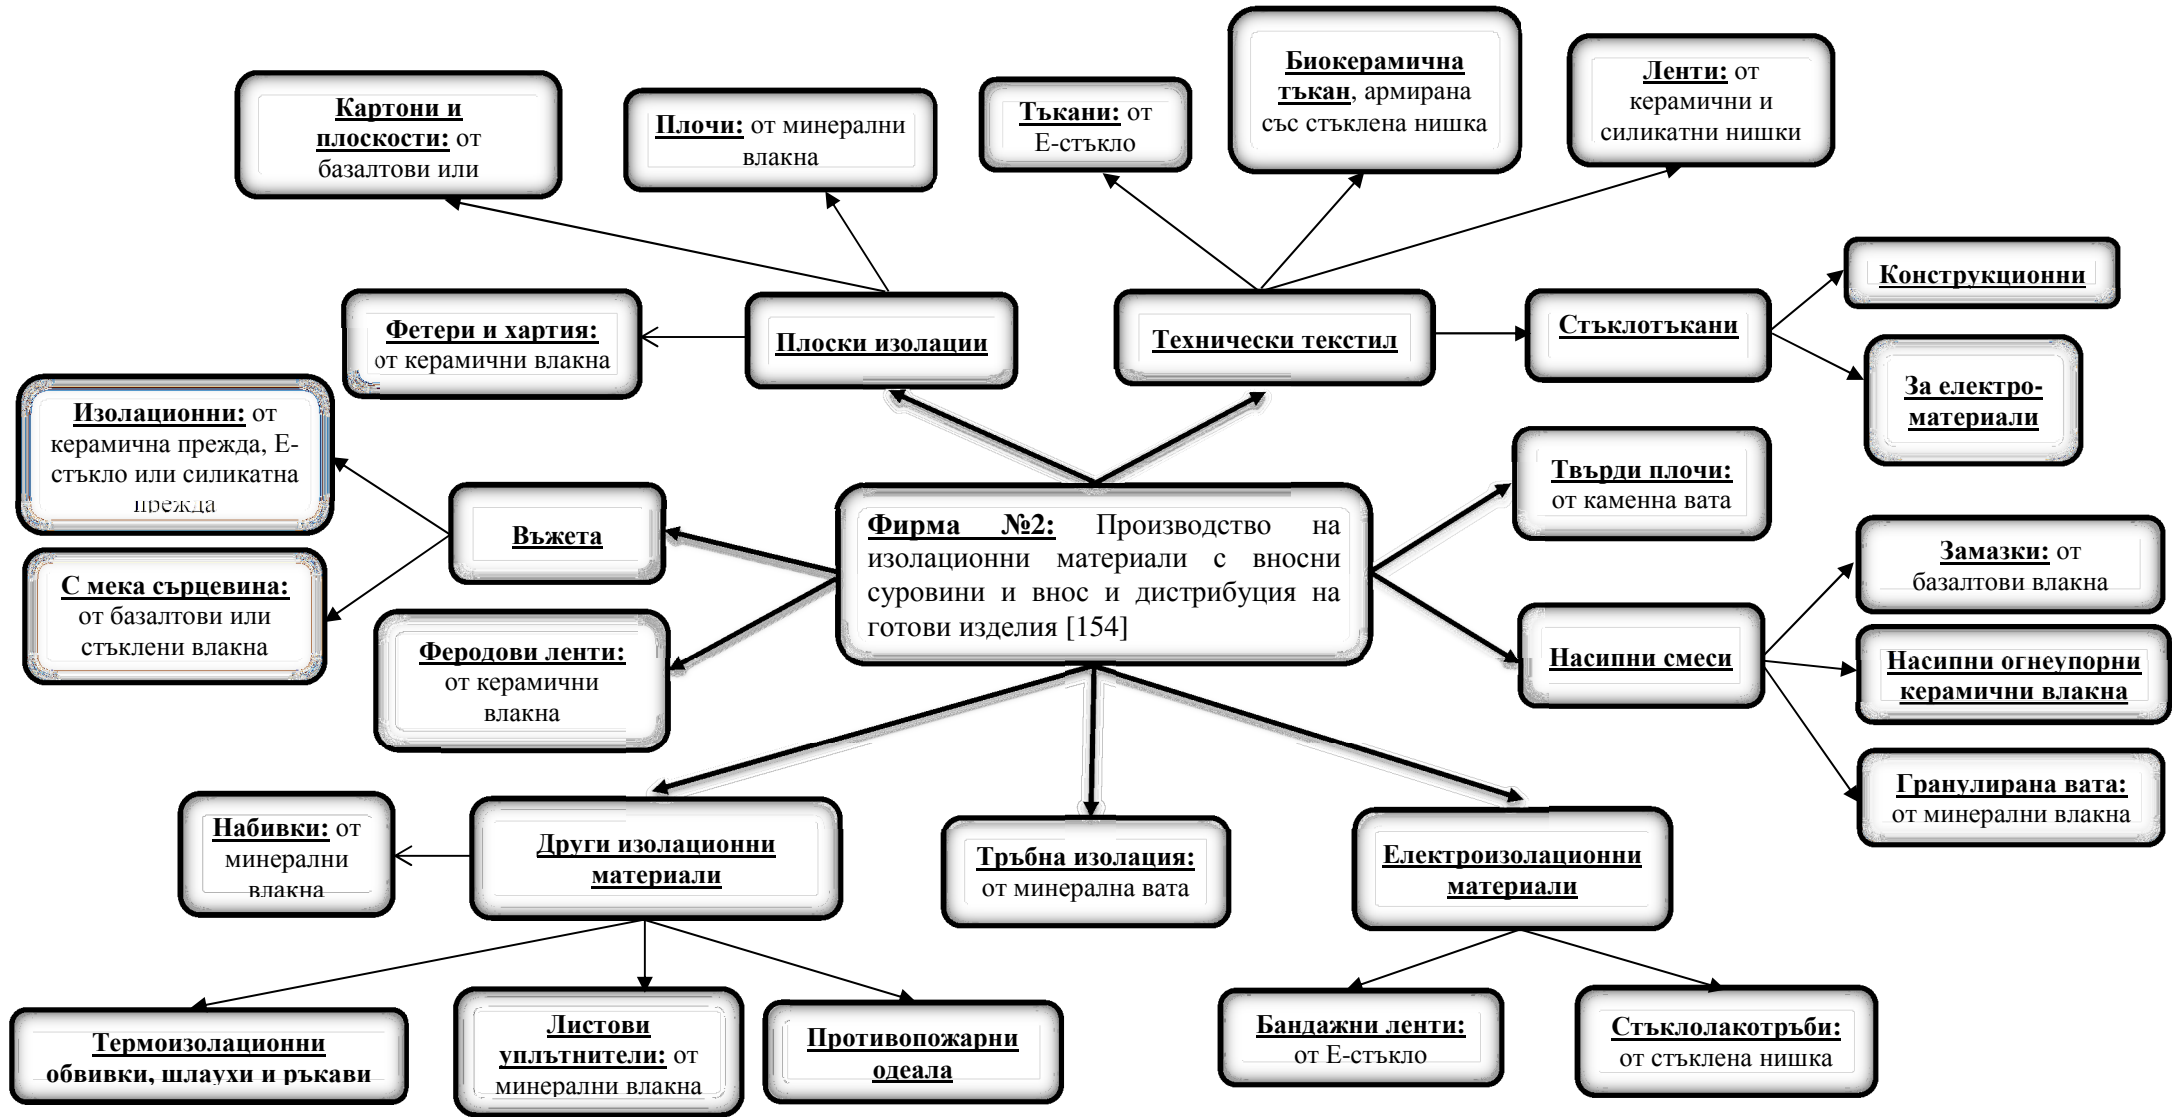 Биокерамична
тъкан, армирана
със стъклена нишка
Ленти: от
керамични и
силикатни нишки
Картони и
плоскости: от
базалтови или
Плочи: от минерални
влакна
Тъкани: от
Е-стъкло
Конструкционни
Фетери и хартия:
от керамични влакна
Плоски изолации
Технически текстил
Стъклотъкани
За електро-
материали
Изолационни: от
керамична прежда, Е-
стъкло или силикатна
прежда
Въжета
Твърди плочи:
от каменна вата
Фирма №2: Производство на
изолационни материали с вносни
суровини и внос и дистрибуция на
готови изделия [154]
Замазки: от
базалтови влакна
С мека сърцевина:
от базалтови или
стъклени влакна
Феродови ленти:
от керамични
влакна
Насипни смеси
Насипни огнеупорни
керамични влакна
Гранулирана вата:
от минерални влакна
Набивки: от
минерални
влакна
Други изолационни
материали
Тръбна изолация:
от минерална вата
Електроизолационни
материали
Термоизолационни
обвивки, шлаухи и ръкави
Листови
уплътнители: от
минерални влакна
Противопожарни
одеала
Бандажни ленти:
от Е-стъкло
Стъклолакотръби:
от стъклена нишка